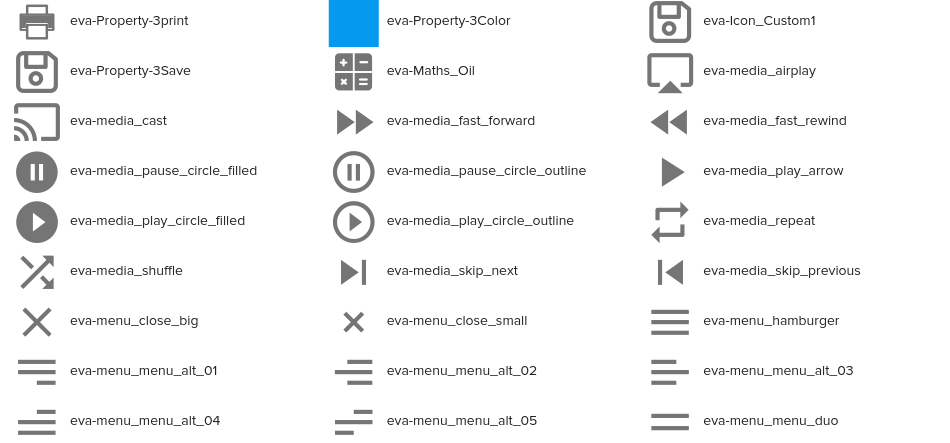 eva-Property-3print eva-Property-3Color eva-Icon_Custom1
eva-Property-3Save eva-Maths_Oil eva-media_airplay
eva-media_cast eva-media_fast_forward eva-media_fast_rewind
eva-media_pause_circle_filled eva-media_pause_circle_outline eva-media_play_arrow
eva-media_play_circle_filled eva-media_play_circle_outline eva-media_repeat
eva-media_shuffle eva-media_skip_next eva-media_skip_previous
eva-menu_close_big eva-menu_close_small eva-menu_hamburger
eva-menu_menu_alt_01 eva-menu_menu_alt_02 eva-menu_menu_alt_03
eva-menu_menu_alt_04 eva-menu_menu_alt_05 eva-menu_menu_duo